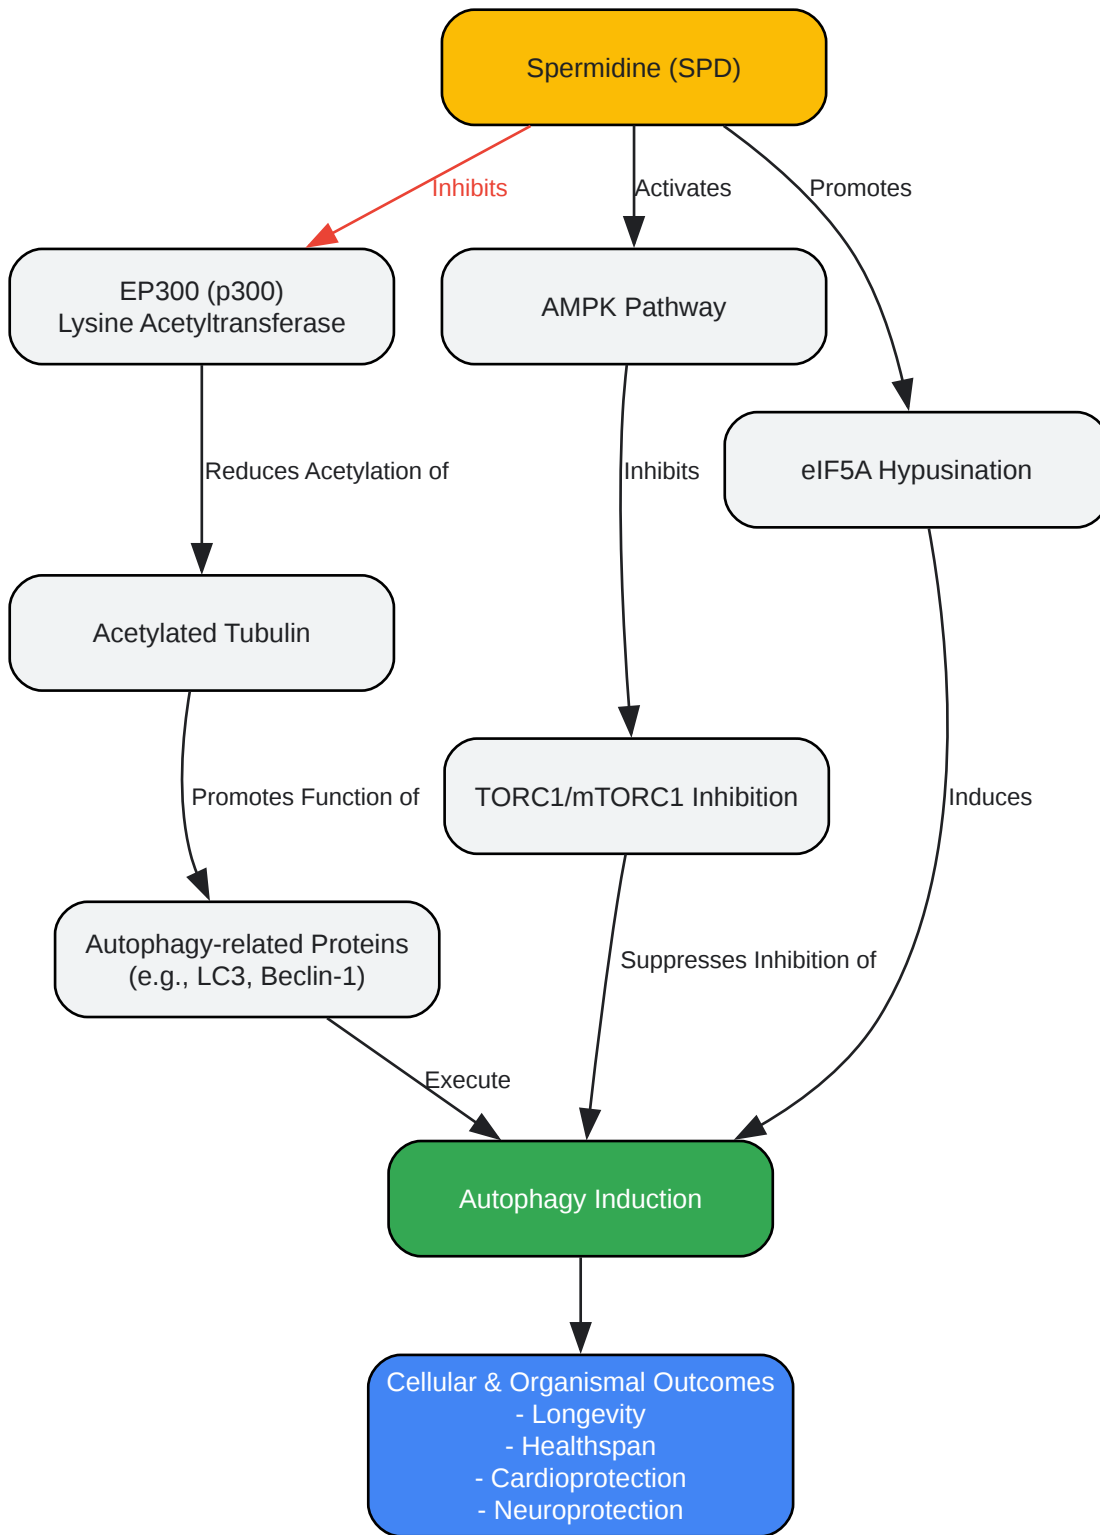 Spermidine (SPD)
Inhibits
Activates
Promotes
EP300 (p300)
Lysine Acetyltransferase
AMPK Pathway
Reduces Acetylation of
Inhibits
eIF5A Hypusination
Acetylated Tubulin
Promotes Function of
TORC1/mTORC1 Inhibition
Induces
Autophagy-related Proteins
(e.g., LC3, Beclin-1)
Suppresses Inhibition of
Execute
Autophagy Induction
Cellular & Organismal Outcomes
- Longevity
- Healthspan
- Cardioprotection
- Neuroprotection